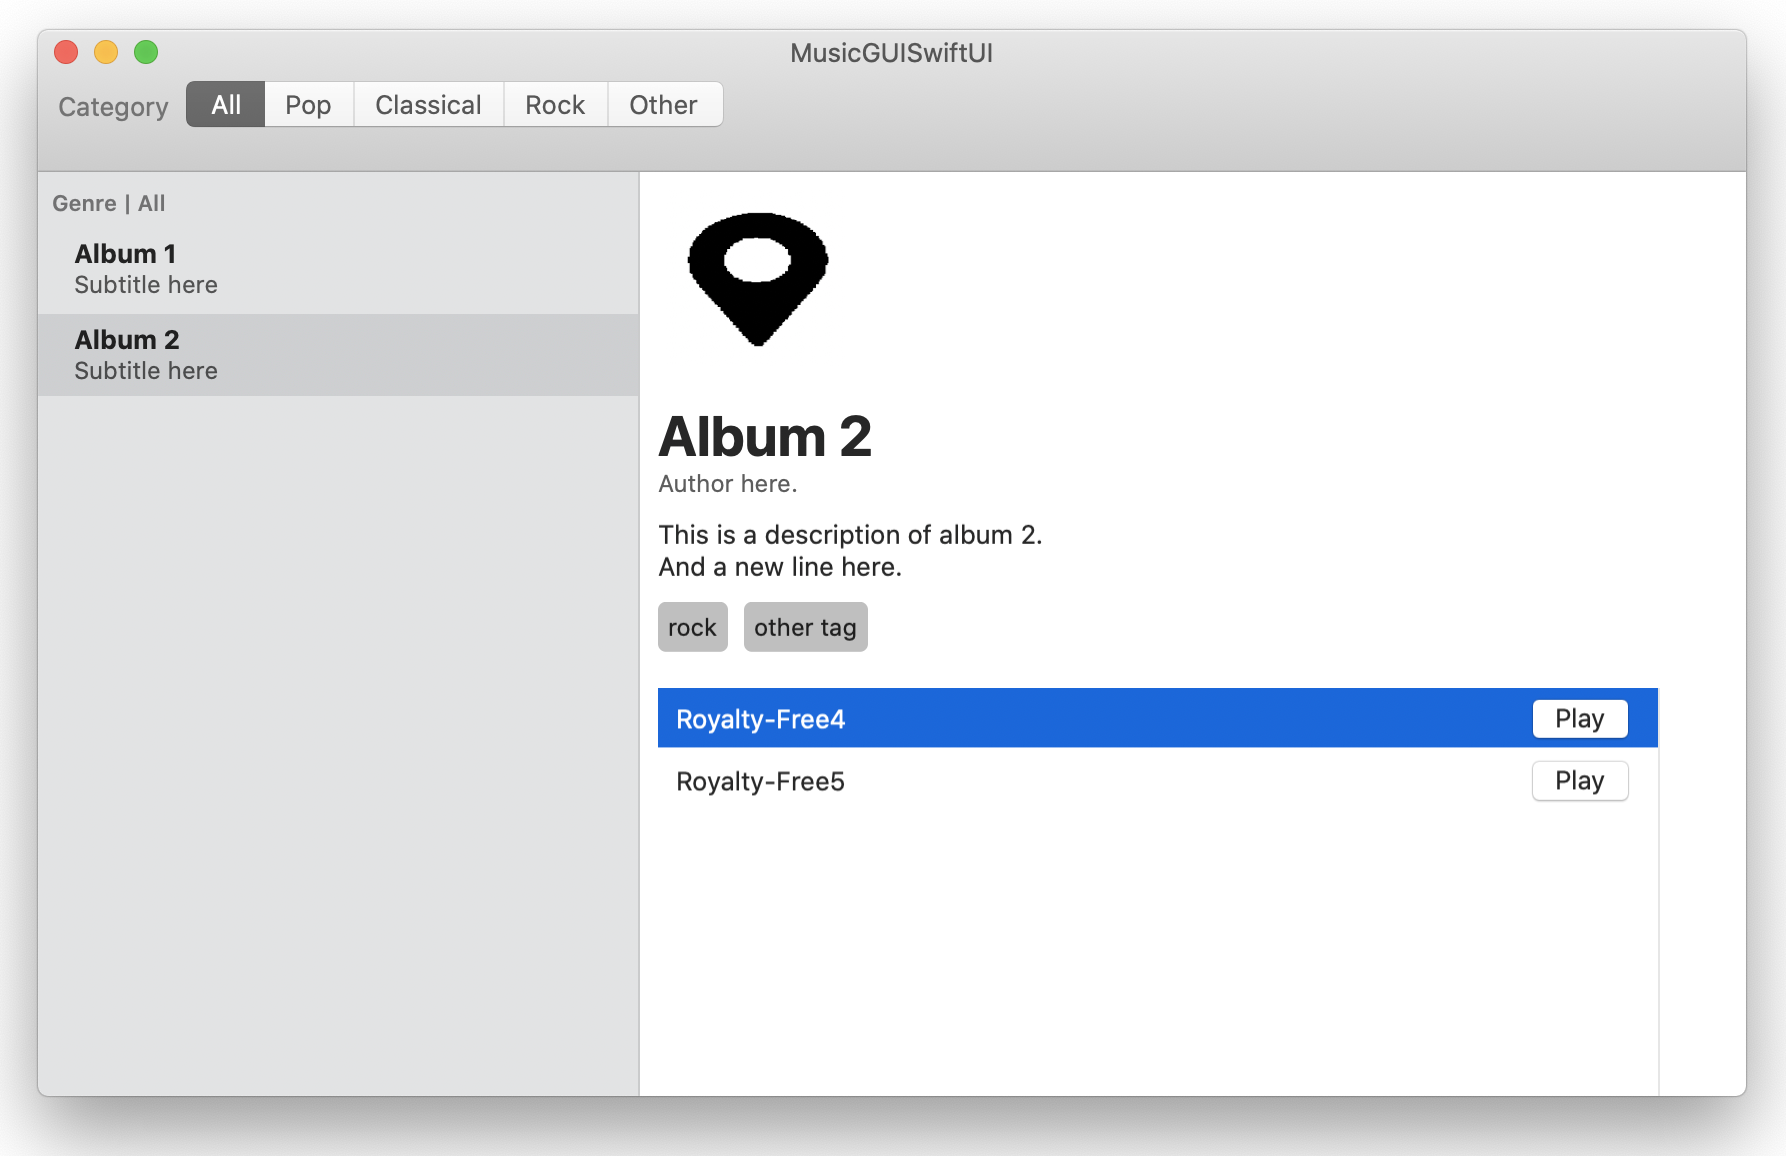 MusicGUISwiftUI
Category All Pop Classical Rock Other
Genre | All
Album 1
Subtitle here
Album 2
Subtitle here
Album 2
Author here.
This is a description of album 2.
And a new line here.
rock other tag
Royalty-Free4 Play
Royalty-Free5 Play